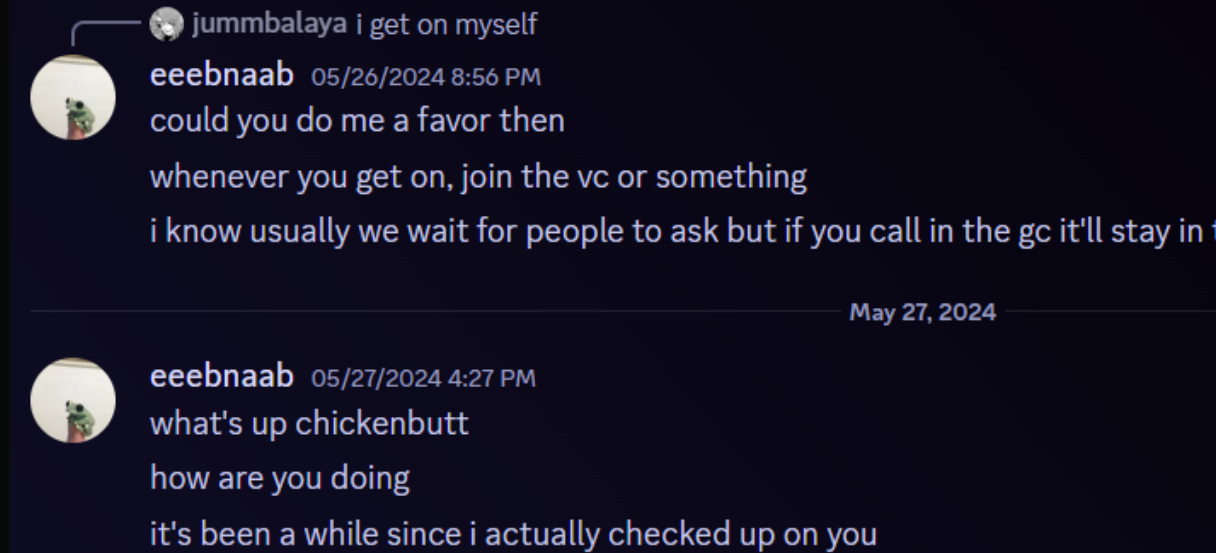 jummbalaya i get on myself
eeebnaab 05/26/2024 8:56 PM
could you do me a favor then
whenever you get on, join the vc or something
i know usually we wait for people to ask but if you call in the gc it'll stay in
May 27, 2024
eeebnaab 05/27/2024 4:27 PM
what's up chickenbutt
how are you doing
it's been a while since i actually checked up on you